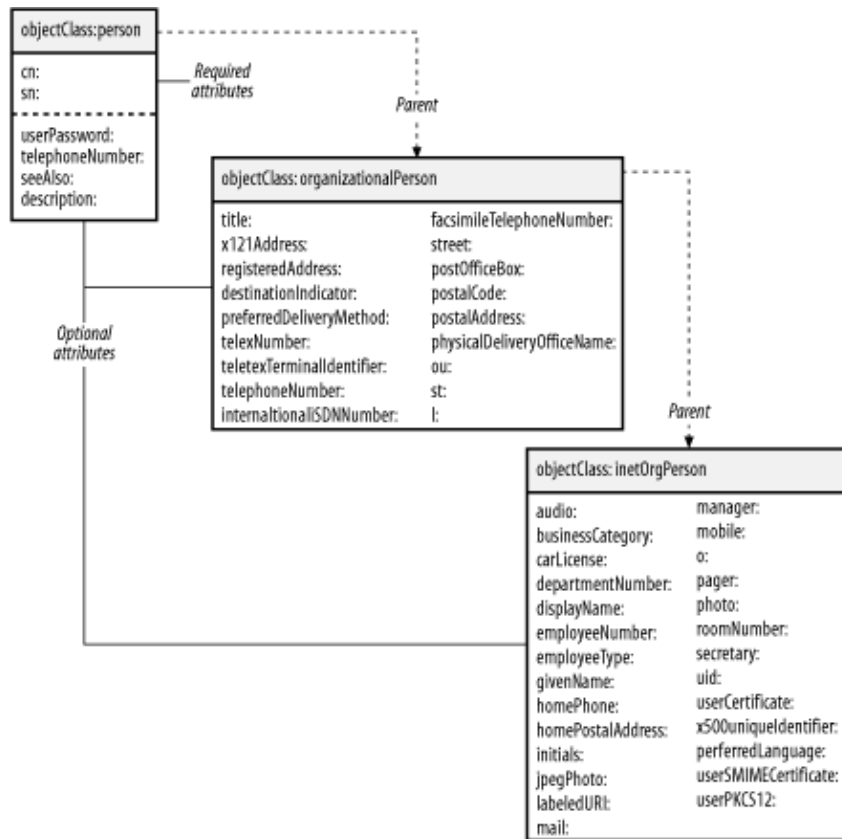 objectClass:person
cn:
sn:
Required
attributes
userPassword:
telephoneNumber:
seeAlso:
description:
Parent
objectClass: organizationalPerson
title:
x121Address:
registeredAddress:
destinationIndicator:
preferredDeliveryMethod:
telexNumber:
teletexTerminalIdentifier:
telephoneNumber:
internaltionaliSDNNumber:
facsimileTelephoneNumber:
street:
postOfficeBox:
postalCode:
postalAddress:
physicalDeliveryOfficeName:
ou:
st:
l:
Optional
attributes
Parent
objectClass: inetOrgPerson
audio:
businessCategory:
carLicense:
departmentNumber:
displayName:
employeeNumber:
employeeType:
givenName:
homePhone:
homePostalAddress:
initials:
jpegPhoto:
labeledURI:
mail:
manager:
mobile:
o:
pager:
photo:
roomNumber:
secretary:
uid:
userCertificate:
x500uniqueIdentifier:
perferredLanguage:
userSMIMECertificate:
userPKCS12: